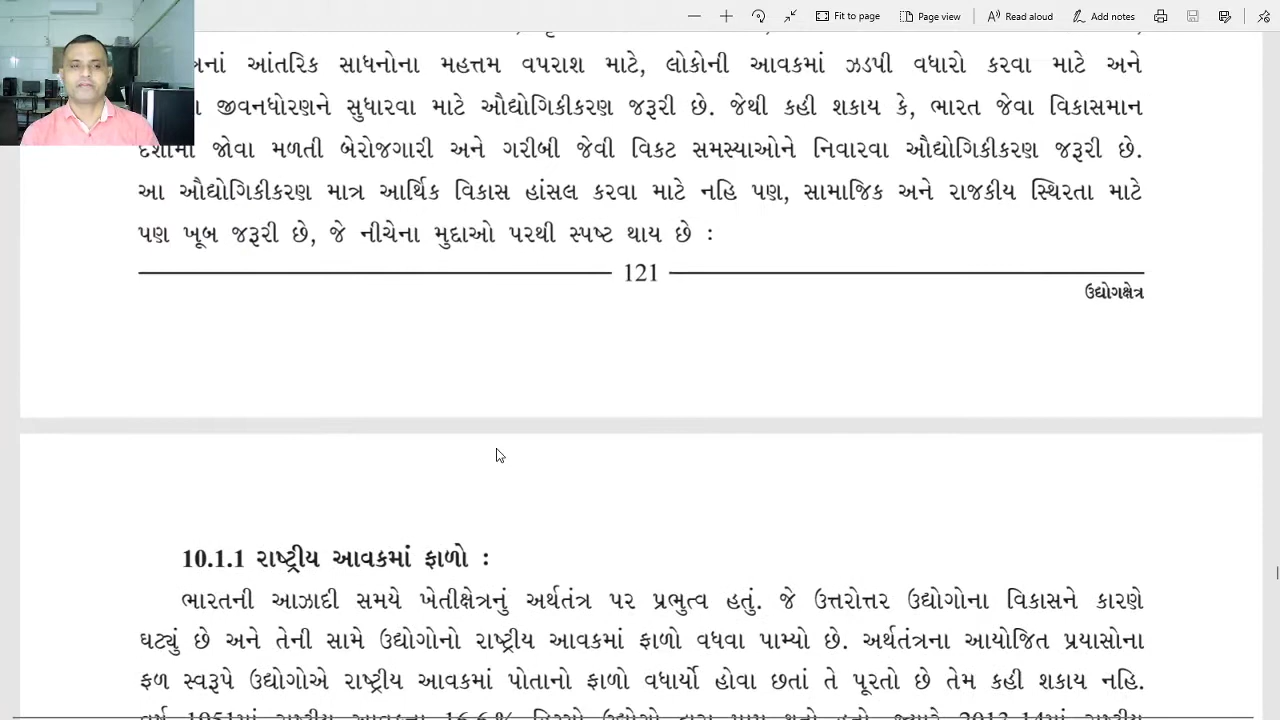 Fit to page
Page view
Read aloud
Add notes
આંતરિક સાધનોના મહત્તમ વપરાશ માટે, લોકોની આવકમાં ઝડપી વધારો કરવા માટે અને
જીવનધોરણને સુધારવા માટે ઔદ્યોગિકીકરણ જરૂરી છે. જેથી કહી શકાય કે, ભારત જેવા વિકાસમાન
દેશોમાં જોવા મળતી બેરોજગારી અને ગરીબી જેવી વિકટ સમસ્યાઓને નિવારવા ઔદ્યોગિકીકરણ જરૂરી છે.
આ ઔદ્યોગિકીકરણ માત્ર આર્થિક વિકાસ હાંસલ કરવા માટે નહિ પણ, સામાજિક અને રાજકીય સ્થિરતા માટે
પણ ખૂબ જરૂરી છે, જે નીચેના મુદ્દાઓ પરથી સ્પષ્ટ થાય છે :
121
ઉદ્યોગક્ષેત્ર
10.1.1 રાષ્ટ્રીય આવકમાં ફાળો :
ભારતની આઝાદી સમયે ખેતીક્ષેત્રનું અર્થતંત્ર પર પ્રભુત્વ હતું. જે ઉત્તરોત્તર ઉદ્યોગોના વિકાસને કારણે
ઘટ્યું છે અને તેની સામે ઉદ્યોગોનો રાષ્ટ્રીય આવકમાં ફાળો વધવા પામ્યો છે. અર્થતંત્રના આયોજિત પ્રયાસોના
ફળ સ્વરૂપે ઉદ્યોગોએ રાષ્ટ્રીય આવકમાં પોતાનો ફાળો વધાર્યો હોવા છતાં તે પૂરતો છે તેમ કહી શકાય નહિ.